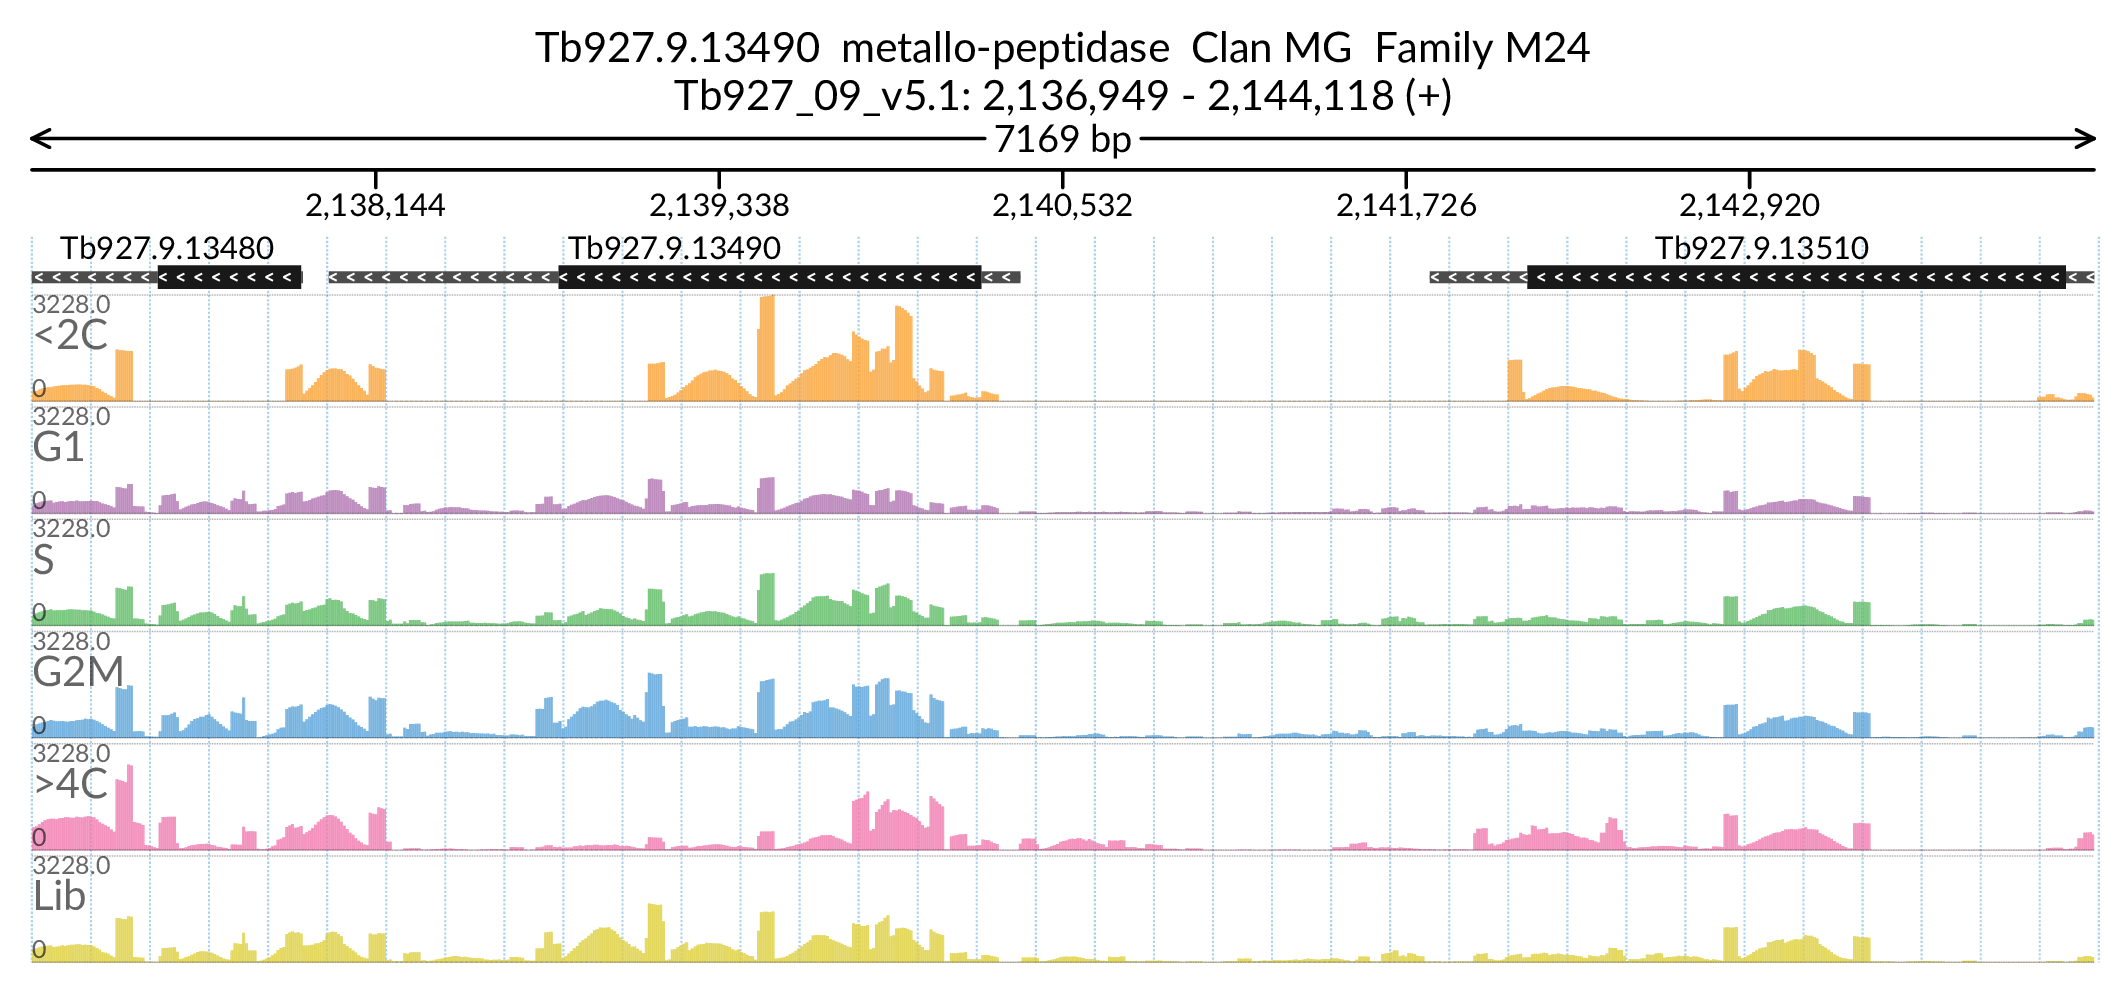 Tb927.9.13490 metallo-peptidase Clan MG Family M24
Tb927_09_v5.1: 2,136,949 - 2,144,118 (+)
7169 bp
2,138,144 2,139,338 2,140,532 2,141,726 2,142,920
Tb927.9.13480 Tb927.9.13490 Tb927.9.13510
3228.0
<2C
0
3228.0
G1
0
3228.0
S
0
3228.0
G2M
0
3228.0
>4C
0
3228.0
Lib
0